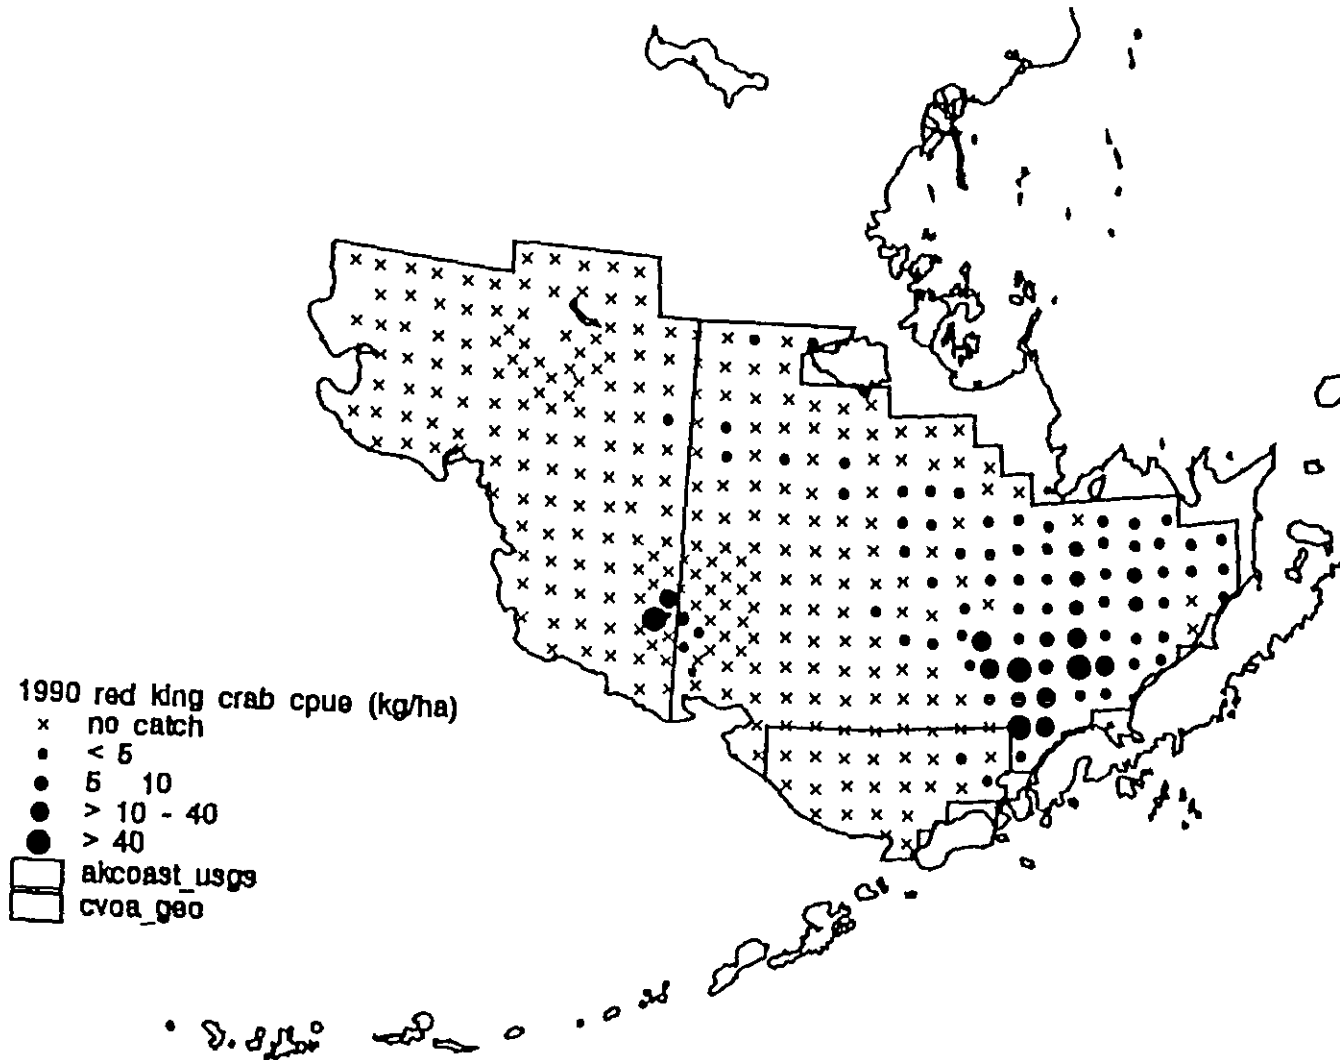 1990 red king crab cpue (kg/ha)
x no catch
< 5
5 10
> 10 - 40
> 40
akcoast_usgs
cvoa_geo